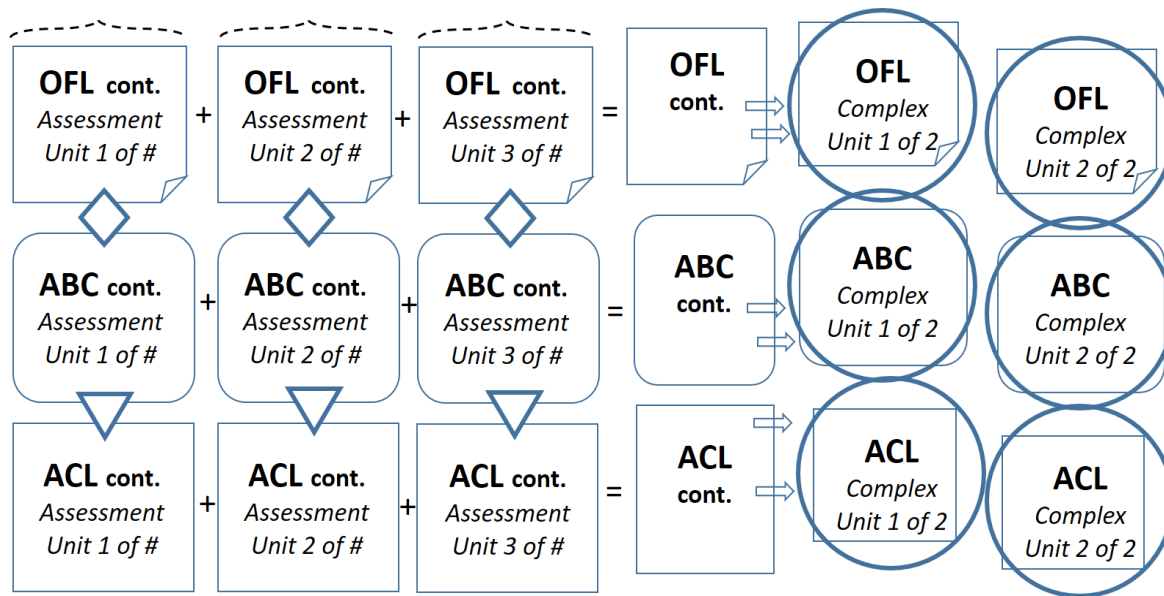 OFL cont.
Assessment
Unit 1 of #
+
OFL cont.
Assessment
Unit 2 of #
+
OFL cont.
Assessment
Unit 3 of #
=
OFL
cont.
OFL
Complex
Unit 1 of 2
OFL
Complex
Unit 2 of 2
ABC cont.
Assessment
Unit 1 of #
+
ABC cont.
Assessment
Unit 2 of #
+
ABC cont.
Assessment
Unit 3 of #
=
ABC
cont.
ABC
Complex
Unit 1 of 2
ABC
Complex
Unit 2 of 2
ACL cont.
Assessment
Unit 1 of #
+
ACL cont.
Assessment
Unit 2 of #
+
ACL cont.
Assessment
Unit 3 of #
=
ACL
cont.
ACL
Complex
Unit 1 of 2
ACL
Complex
Unit 2 of 2